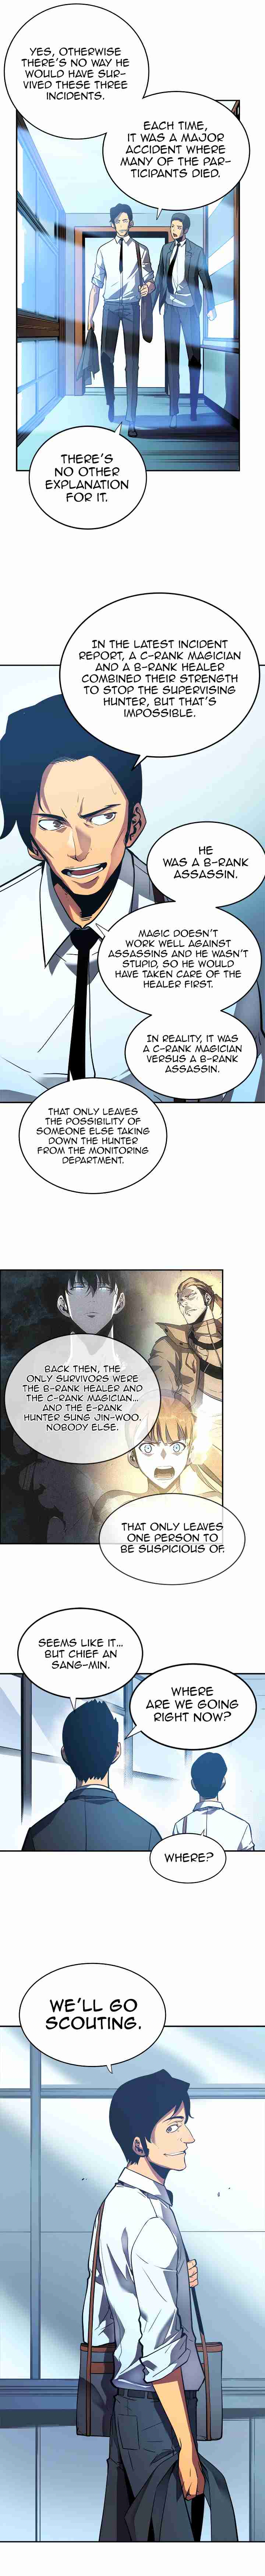 YES, OTHERWISE
THERE'S NO WAY HE
WOULD HAVE SUR-
VIVED THESE THREE
INCIDENTS.
EACH TIME,
IT WAS A MAJOR
ACCIDENT WHERE
MANY OF THE PAR-
TICIPANTS DIED.
THERE'S
NO OTHER
EXPLANATION
FOR IT.
IN THE LATEST INCIDENT
REPORT, A C-RANK MAGICIAN
AND A B-RANK HEALER
COMBINED THEIR STRENGTH
TO STOP THE SUPERVISING
HUNTER, BUT THAT'S
IMPOSSIBLE.
HE
WAS A B-RANK
ASSASSIN.
MAGIC DOESN'T
WORK WELL AGAINST
ASSASSINS AND HE WASN'T
STUPID, SO HE WOULD
HAVE TAKEN CARE OF THE
HEALER FIRST.
IN REALITY, IT WAS
A C-RANK MAGICIAN
VERSUS A B-RANK
ASSASSIN.
THAT ONLY LEAVES
THE POSSIBILITY OF
SOMEONE ELSE TAKING
DOWN THE HUNTER
FROM THE MONITORING
DEPARTMENT.
BACK THEN, THE
ONLY SURVIVORS WERE
THE B-RANK HEALER AND
THE C-RANK MAGICIAN...
AND THE E-RANK
HUNTER SUNG JIN-WOO.
NOBODY ELSE.
THAT ONLY LEAVES
ONE PERSON TO
BE SUSPICIOUS OF.
SEEMS LIKE IT...
BUT CHIEF AN
SANG-MIN.
WHERE
ARE WE GOING
RIGHT NOW?
WHERE?
WE'LL GO
SCOUTING.